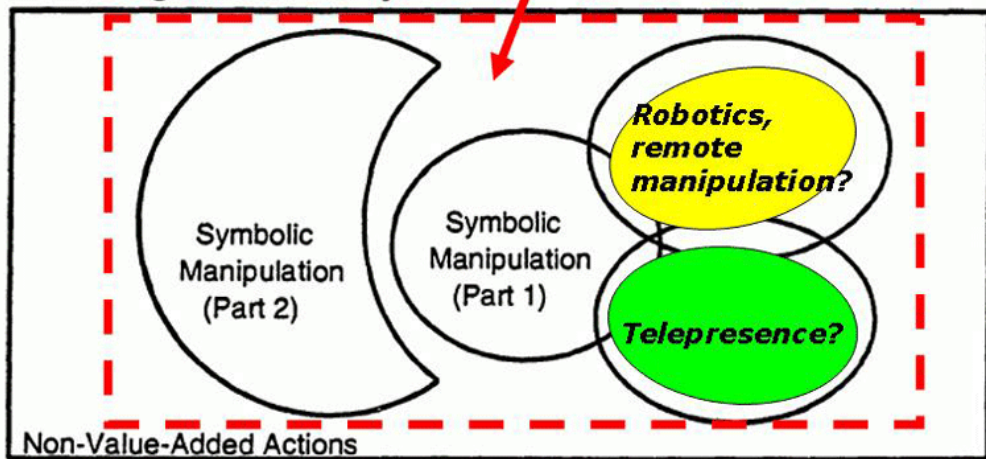 Symbolic
Manipulation
(Part 2)
Symbolic
Manipulation
(Part 1)
Robotics,
remote
manipulation?
Telepresence?
Non-Value-Added Actions